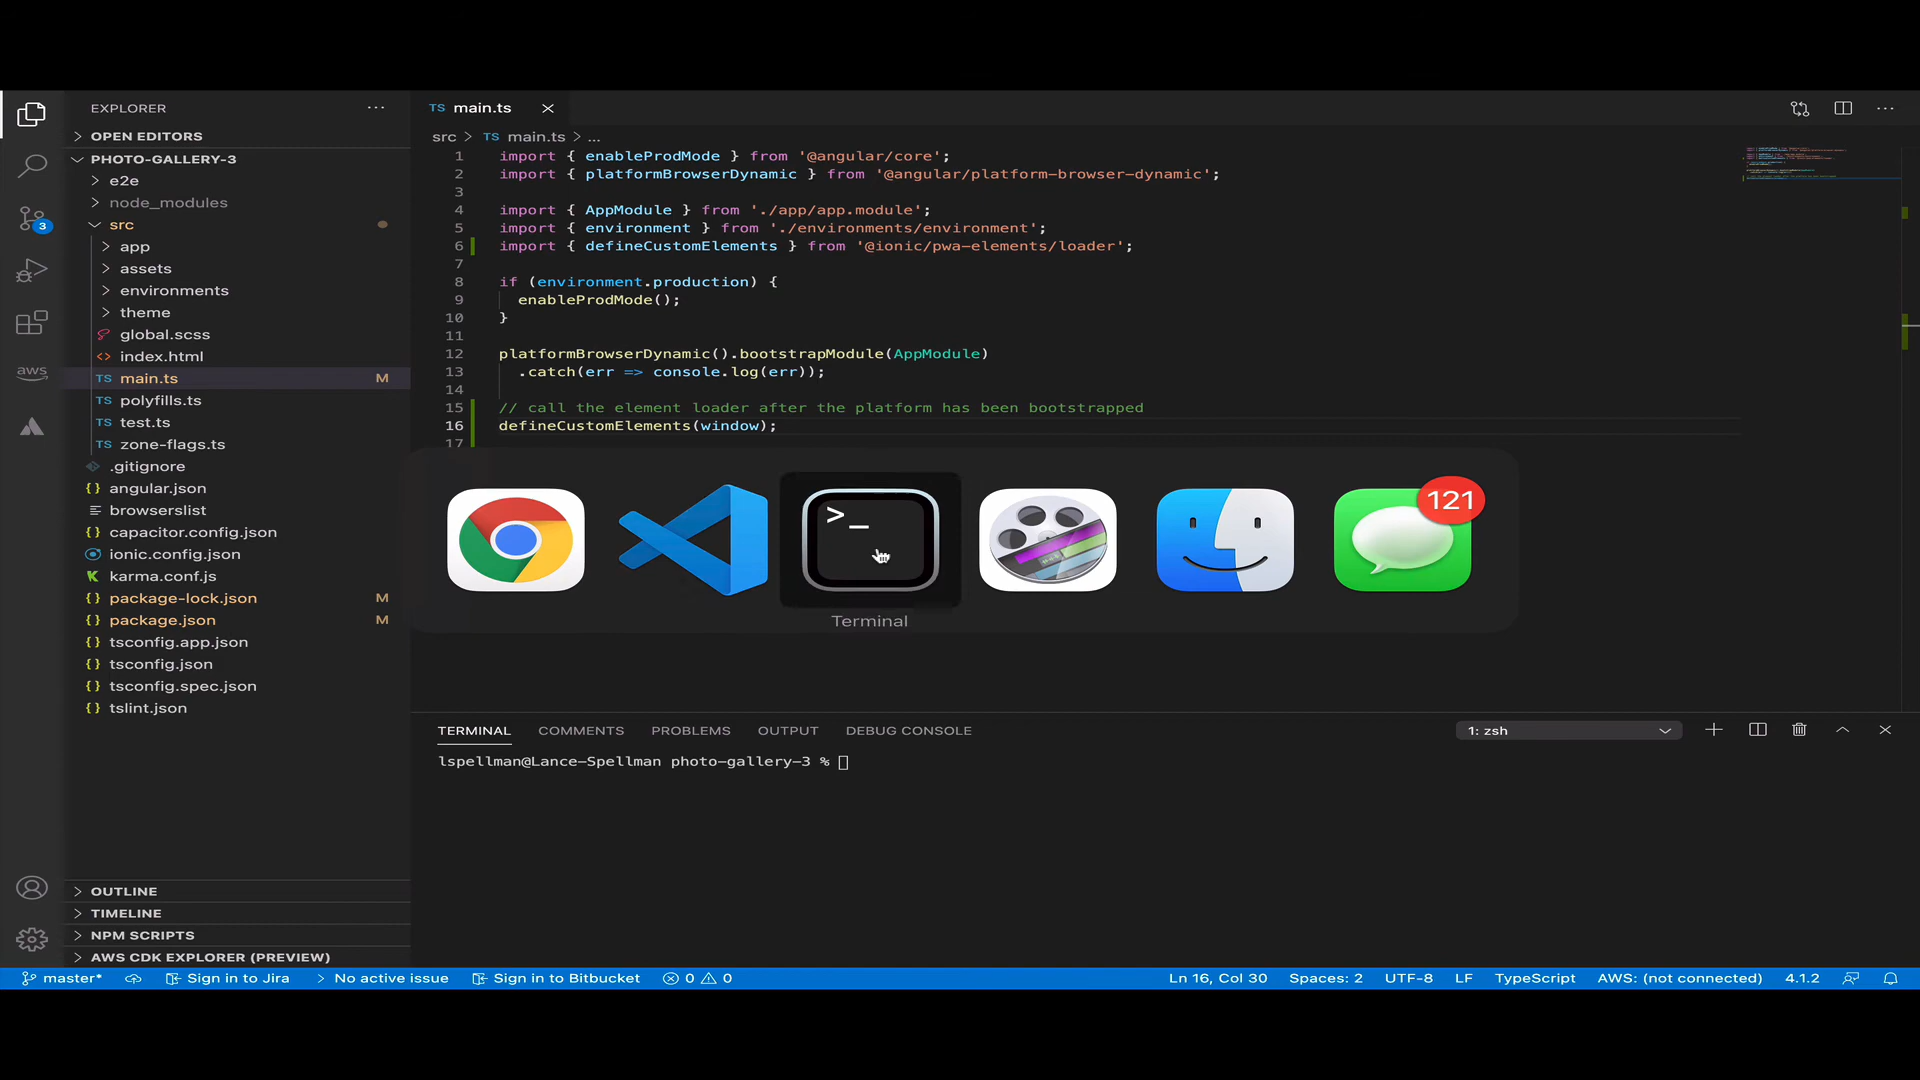 EXPLORER
OPEN EDITORS
PHOTO-GALLERY-3
e2e
node_modules
src
app
assets
environments
theme
global.scss
<> index.html
TS main.ts M
TS polyfills.ts
TS test.ts
TS zone-flags.ts
.gitignore
{} angular.json
browserslist
{} capacitor.config.json
ionic.config.json
karma.conf.js
{} package-lock.json M
{} package.json M
{} tsconfig.app.json
{} tsconfig.json
{} tsconfig.spec.json
{} tslint.json
OUTLINE
TIMELINE
NPM SCRIPTS
AWS CDK EXPLORER (PREVIEW)
3
aws
TS main.ts
src > TS main.ts > ...
1 import { enableProdMode } from '@angular/core';
2 import { platformBrowserDynamic } from '@angular/platform-browser-dynamic';
3
4 import { AppModule } from './app/app.module';
5 import { environment } from './environments/environment';
6 import { defineCustomElements } from '@ionic/pwa-elements/loader';
7
8 if (environment.production) {
9 enableProdMode();
10 }
11
12 platformBrowserDynamic().bootstrapModule(AppModule)
13 .catch(err => console.log(err));
14
15 // call the element loader after the platform has been bootstrapped
16 defineCustomElements(window);
17
>_
121
Terminal
TERMINAL COMMENTS PROBLEMS OUTPUT DEBUG CONSOLE 1: zsh
lspellman@Lance-Spellman photo-gallery-3 %
master* Sign in to Jira > No active issue Sign in to Bitbucket 0 0 Ln 16, Col 30 Spaces: 2 UTF-8 LF TypeScript AWS: (not connected) 4.1.2